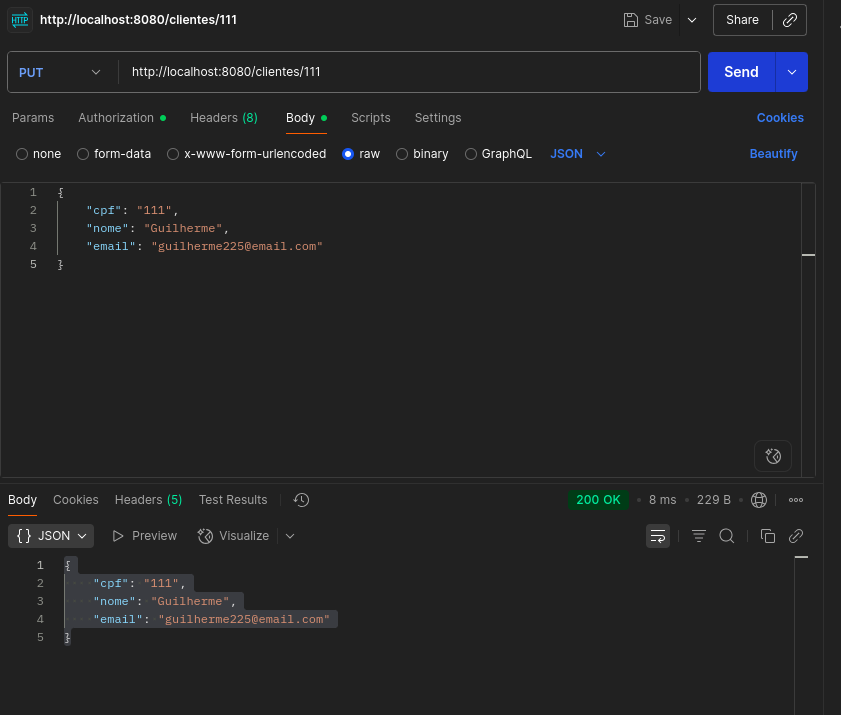 HTTP http://localhost:8080/clientes/111 Save Share
PUT http://localhost:8080/clientes/111 Send
Params Authorization Headers (8) Body Scripts Settings Cookies
none form-data x-www-form-urlencoded raw binary GraphQL JSON Beautify
1 {
2 "cpf": "111",
3 "nome": "Guilherme",
4 "email": "guilherme225@email.com"
5 }
Body Cookies Headers (5) Test Results 200 OK • 8 ms • 229 B •
{} JSON Preview Visualize
1 {
2 "cpf": "111",
3 "nome": "Guilherme",
4 "email": "guilherme225@email.com"
5 }